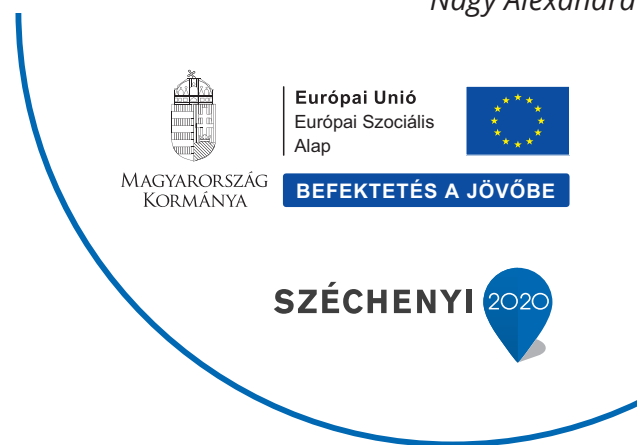 Nagy Alexandra
Európai Unió
Európai Szociális
Alap
MAGYARORSZÁG
KORMÁNYA
BEFEKTETÉS A JÖVŐBE
SZÉCHENYI 2020